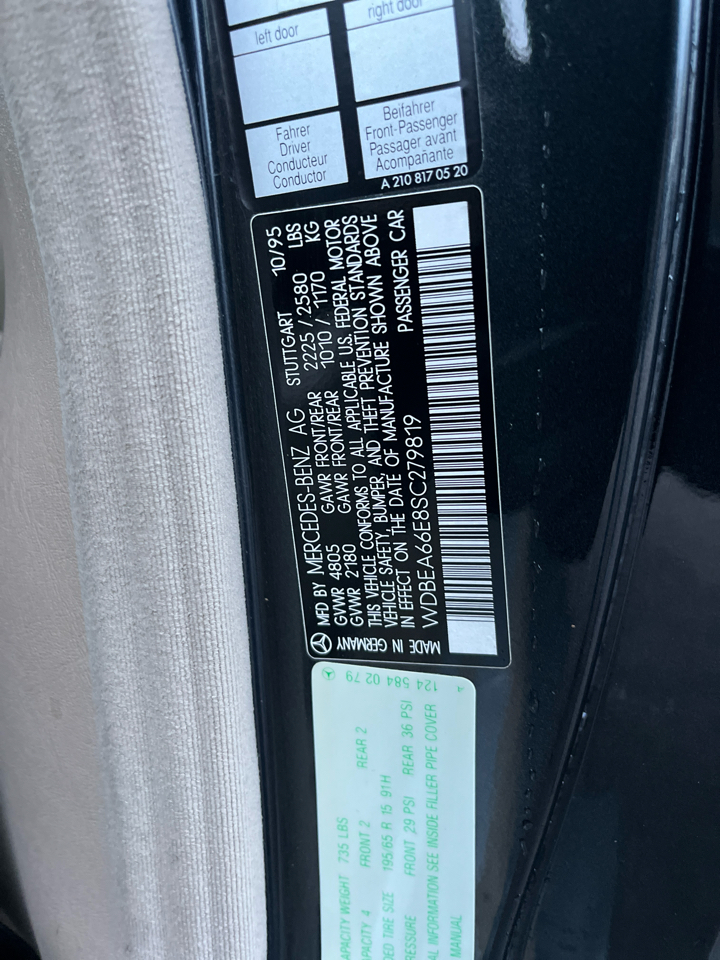 left door
right door
Fahrer
Driver
Conducteur
Conductor
Beifahrer
Front-Passenger
Passager avant
Acompañante
A 210 817 05 20
MFD BY MERCEDES-BENZ AG STUTTGART 10/95
GVWR 4805 GAWR FRONT/REAR 2225 / 2580 LBS
GVWR 2180 GAWR FRONT/REAR 1010 / 1170 KG
THIS VEHICLE CONFORMS TO ALL APPLICABLE U.S. FEDERAL MOTOR
VEHICLE SAFETY, BUMPER, AND THEFT PREVENTION STANDARDS
IN EFFECT ON THE DATE OF MANUFACTURE SHOWN ABOVE
WDBEA66E8SC279819 PASSENGER CAR
MADE IN GERMANY
A 124 584 02 79
APACITY WEIGHT 735 LBS
APACITY 4 FRONT 2 REAR 2
DED TIRE SIZE 195/65 R 15 91H
RESSURE FRONT 29 PSI REAR 36 PSI
AL INFORMATION SEE INSIDE FILLER PIPE COVER
MANUAL